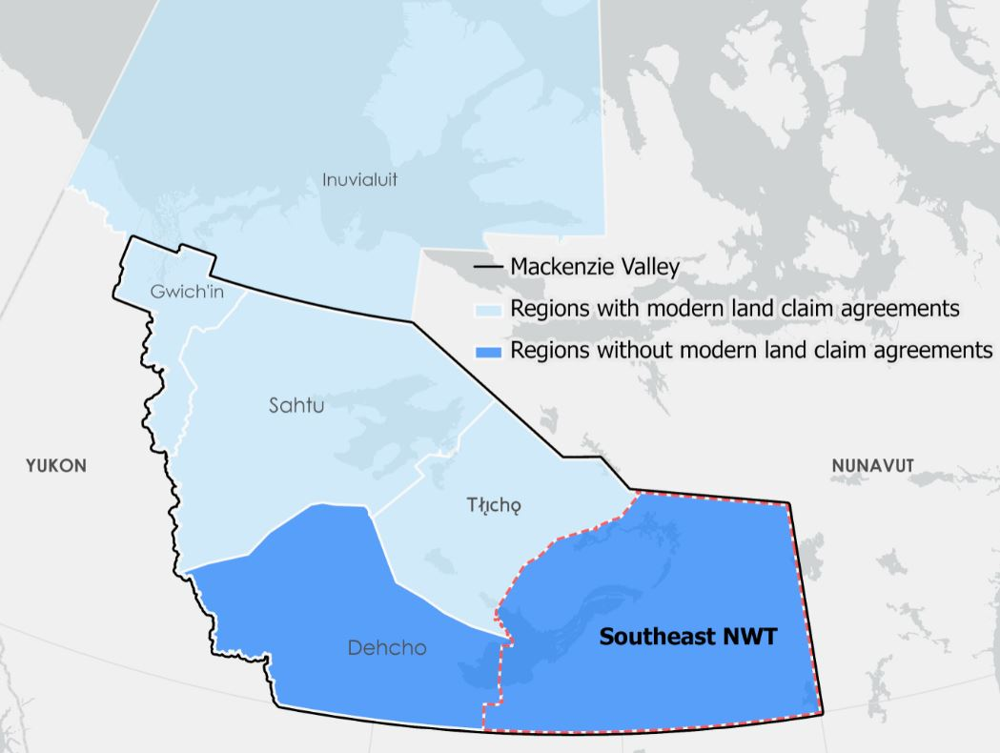 Inuvialuit
Mackenzie Valley
Gwich'in
Regions with modern land claim agreements
Regions without modern land claim agreements
Sahtu
YUKON
NUNAVUT
Tłı̨chǫ
Southeast NWT
Dehcho